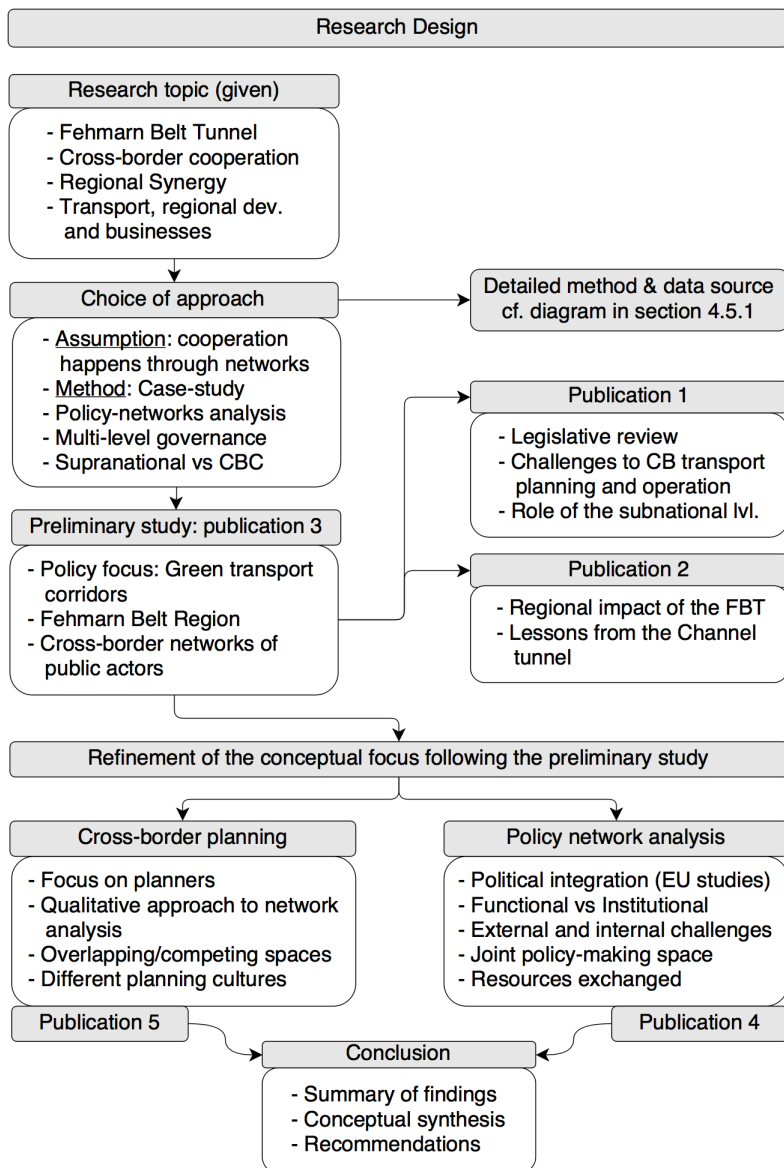 Research Design
Research topic (given)
- Fehmarn Belt Tunnel
- Cross-border cooperation
- Regional Synergy
- Transport, regional dev.
and businesses
Choice of approach
- Assumption: cooperation
happens through networks
- Method: Case-study
- Policy-networks analysis
- Multi-level governance
- Supranational vs CBC
Detailed method & data source
cf. diagram in section 4.5.1
Preliminary study: publication 3
- Policy focus: Green transport
corridors
- Fehmarn Belt Region
- Cross-border networks of
public actors
Publication 1
- Legislative review
- Challenges to CB transport
planning and operation
- Role of the subnational lvl.
Publication 2
- Regional impact of the FBT
- Lessons from the Channel
tunnel
Refinement of the conceptual focus following the preliminary study
Cross-border planning
- Focus on planners
- Qualitative approach to network
analysis
- Overlapping/competing spaces
- Different planning cultures
Publication 5
Policy network analysis
- Political integration (EU studies)
- Functional vs Institutional
- External and internal challenges
- Joint policy-making space
- Resources exchanged
Publication 4
Conclusion
- Summary of findings
- Conceptual synthesis
- Recommendations